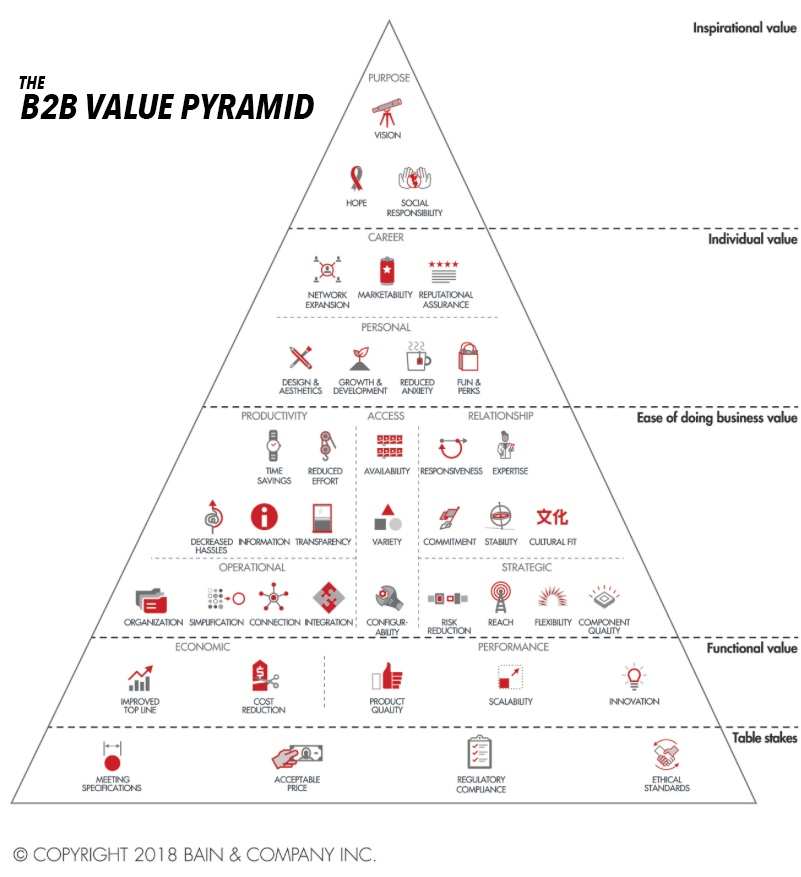 Inspirational value
THE
B2B VALUE PYRAMID
PURPOSE
VISION
HOPE
SOCIAL
RESPONSIBILITY
Individual value
CAREER
NETWORK
EXPANSION
MARKETABILITY
REPUTATIONAL
ASSURANCE
PERSONAL
DESIGN &
AESTHETICS
GROWTH &
DEVELOPMENT
REDUCED
ANXIETY
FUN &
PERKS
Ease of doing business value
PRODUCTIVITY
TIME
SAVINGS
REDUCED
EFFORT
DECREASED
HASSLES
INFORMATION
TRANSPARENCY
ACCESS
AVAILABILITY
VARIETY
CONFIGUR-
ABILITY
RELATIONSHIP
RESPONSIVENESS
EXPERTISE
COMMITMENT
STABILITY
文化
CULTURAL FIT
OPERATIONAL
ORGANIZATION
SIMPLIFICATION
CONNECTION
INTEGRATION
STRATEGIC
RISK
REDUCTION
REACH
FLEXIBILITY
COMPONENT
QUALITY
Functional value
ECONOMIC
IMPROVED
TOP LINE
$
COST
REDUCTION
PERFORMANCE
PRODUCT
QUALITY
SCALABILITY
INNOVATION
Table stakes
MEETING
SPECIFICATIONS
ACCEPTABLE
PRICE
REGULATORY
COMPLIANCE
ETHICAL
STANDARDS
© COPYRIGHT 2018 BAIN & COMPANY INC.